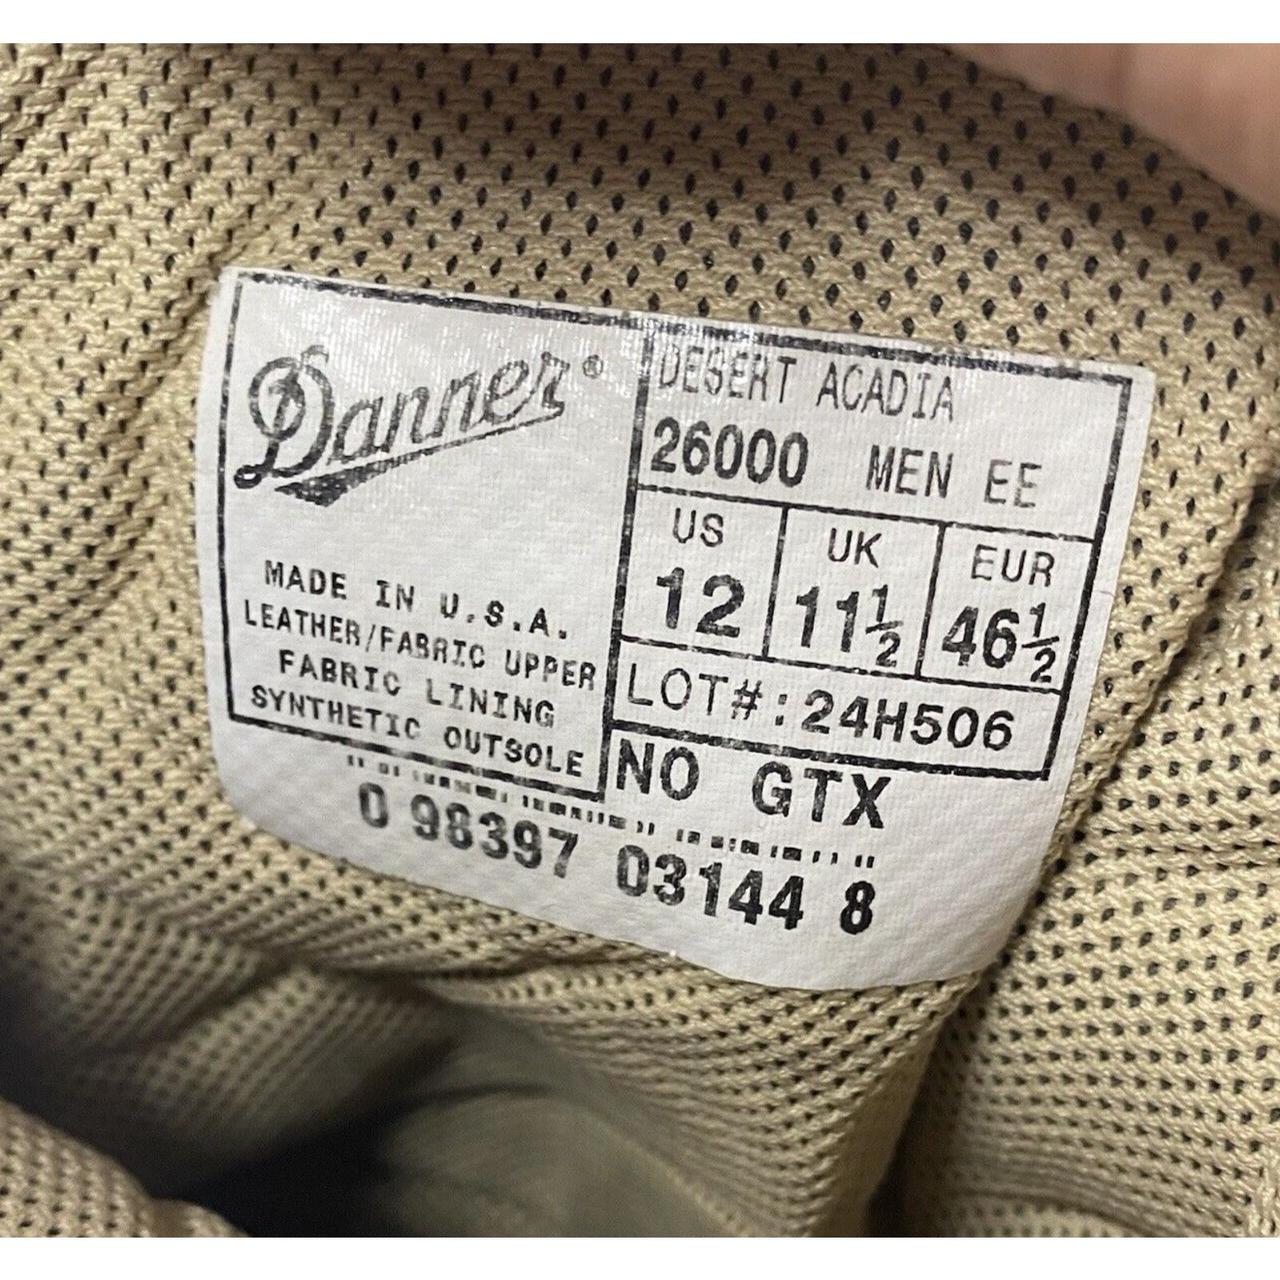 Danner®
MADE IN U.S.A.
LEATHER/FABRIC UPPER
FABRIC LINING
SYNTHETIC OUTSOLE
DESERT ACADIA
26000 MEN EE
US UK EUR
12 11½ 46½
LOT#:24H506
NO GTX
0 98397 03144 8